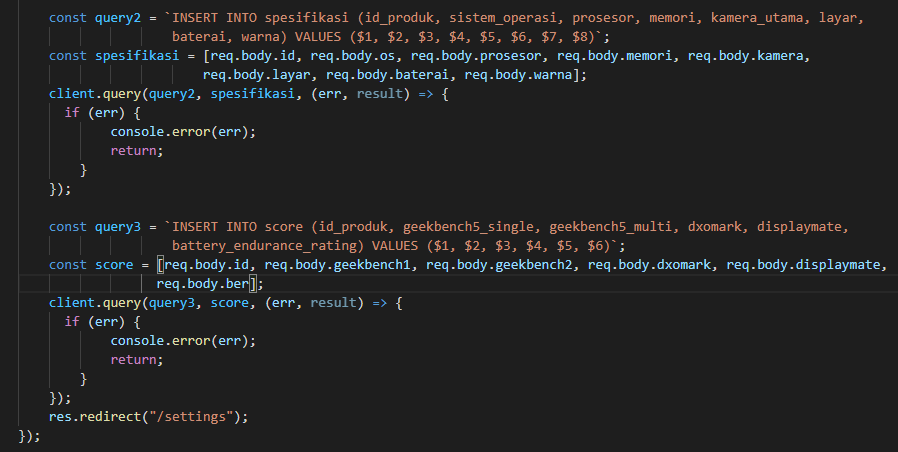 const query2 = `INSERT INTO spesifikasi (id_produk, sistem_operasi, prosesor, memori, kamera_utama, layar,
baterai, warna) VALUES ($1, $2, $3, $4, $5, $6, $7, $8)`;
const spesifikasi = [req.body.id, req.body.os, req.body.prosesor, req.body.memori, req.body.kamera,
req.body.layar, req.body.baterai, req.body.warna];
client.query(query2, spesifikasi, (err, result) => {
if (err) {
console.error(err);
return;
}
});
const query3 = `INSERT INTO score (id_produk, geekbench5_single, geekbench5_multi, dxomark, displaymate,
battery_endurance_rating) VALUES ($1, $2, $3, $4, $5, $6)`;
const score = [req.body.id, req.body.geekbench1, req.body.geekbench2, req.body.dxomark, req.body.displaymate,
req.body.ber];
client.query(query3, score, (err, result) => {
if (err) {
console.error(err);
return;
}
});
res.redirect("/settings");
});